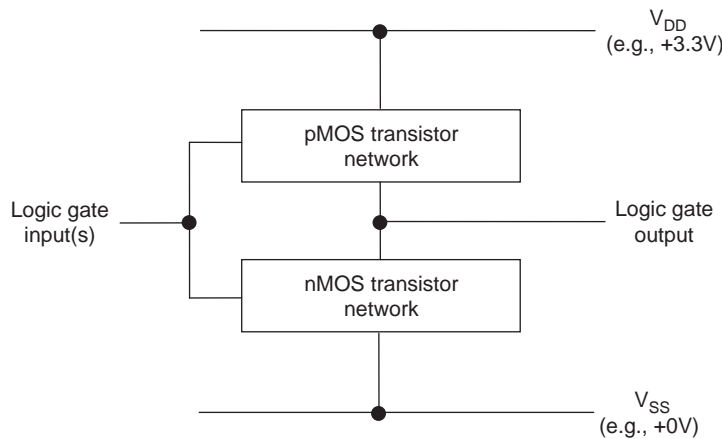 V_DD
(e.g., +3.3V)
pMOS transistor
network
Logic gate
input(s)
Logic gate
output
nMOS transistor
network
V_SS
(e.g., +0V)